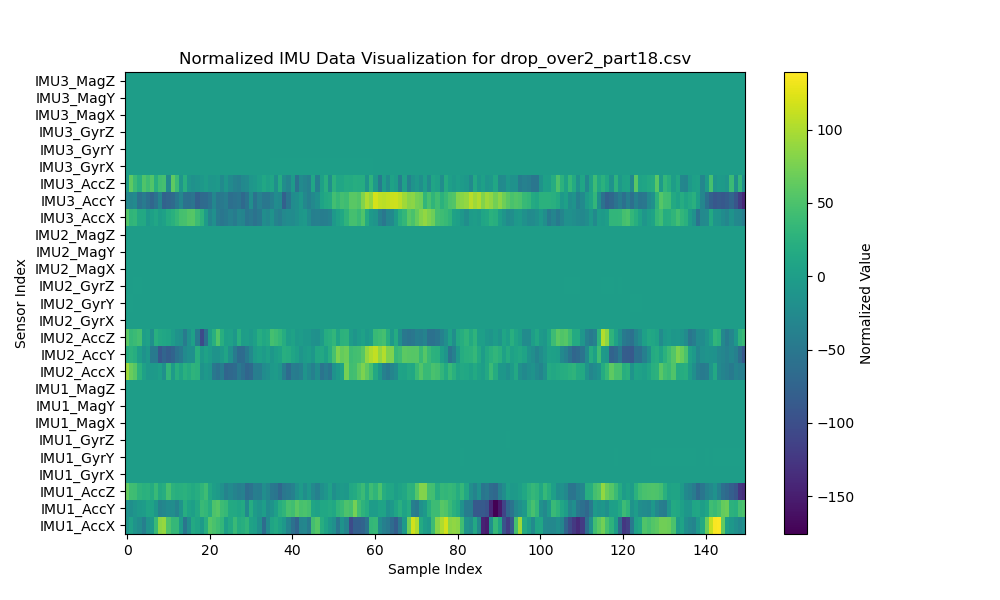 Normalized IMU Data Visualization for drop_over2_part18.csv
IMU3_MagZ
IMU3_MagY
IMU3_MagX
IMU3_GyrZ
IMU3_GyrY
IMU3_GyrX
IMU3_AccZ
IMU3_AccY
IMU3_AccX
IMU2_MagZ
IMU2_MagY
IMU2_MagX
IMU2_GyrZ
IMU2_GyrY
IMU2_GyrX
IMU2_AccZ
IMU2_AccY
IMU2_AccX
IMU1_MagZ
IMU1_MagY
IMU1_MagX
IMU1_GyrZ
IMU1_GyrY
IMU1_GyrX
IMU1_AccZ
IMU1_AccY
IMU1_AccX
Sensor Index
0 20 40 60 80 100 120 140
Sample Index
100
50
0
−50
−100
−150
Normalized Value